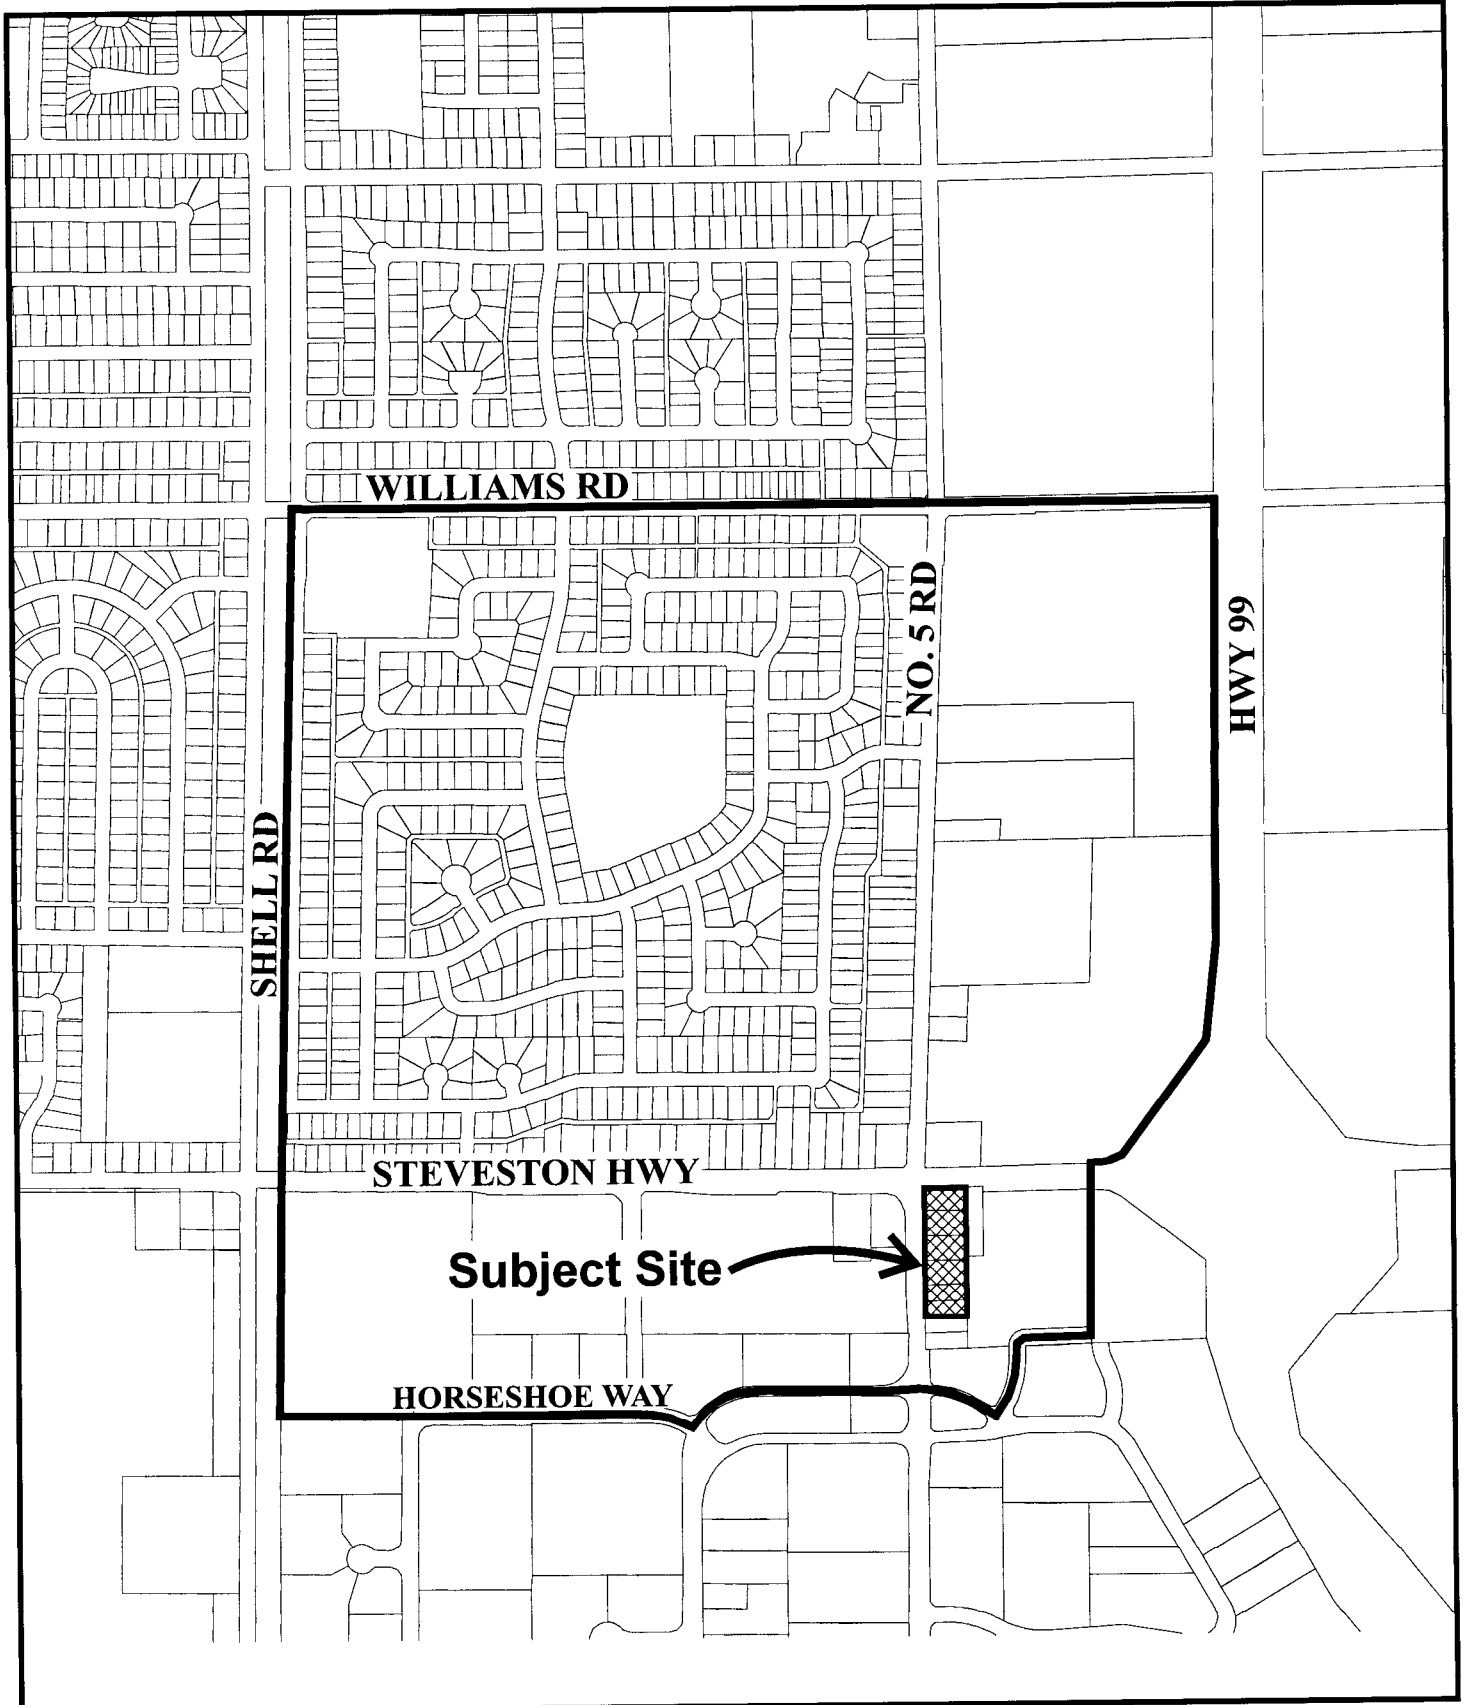 WILLIAMS RD
NO. 5 RD
HWY 99
SHELL RD
STEVESTON HWY
Subject Site
HORSESHOE WAY